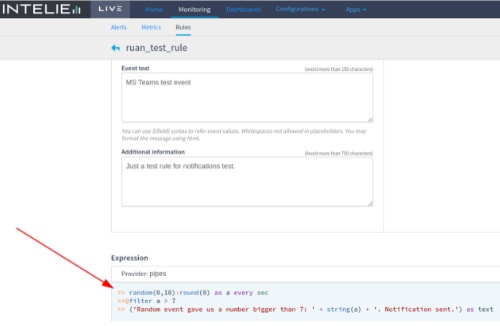 INTELIE LIVE Home Monitoring Dashboards Configurations Apps
Alerts Metrics Rules
ruan_test_rule
Event text (avoid more than 150 characters)
MS Teams test event
You can use ${field} syntax to refer event values. Whitespaces not allowed in placeholders. You may
format the message using html.
Additional information (Avoid more than 750 characters)
Just a test rule for notifications test.
Expression
Provider: pipes
=> random(0,10):round(0) as a every sec
=>@filter a > 7
=> ('Random event gave us a number bigger than 7: ' + string(a) + '. Notification sent.') as text